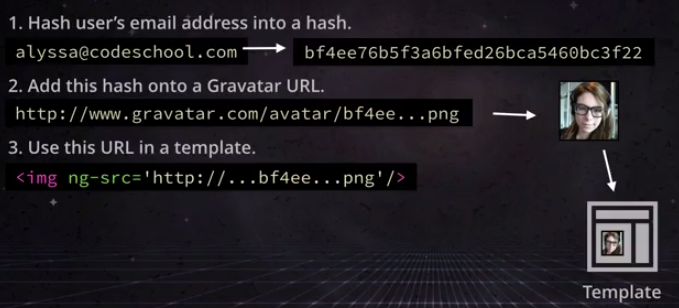 1. Hash user's email address into a hash.
alyssa@codeschool.com bf4ee76b5f3a6bfed26bca5460bc3f22
2. Add this hash onto a Gravatar URL.
http://www.gravatar.com/avatar/bf4ee...png
3. Use this URL in a template.
<img ng-src='http://...bf4ee...png'/>
Template